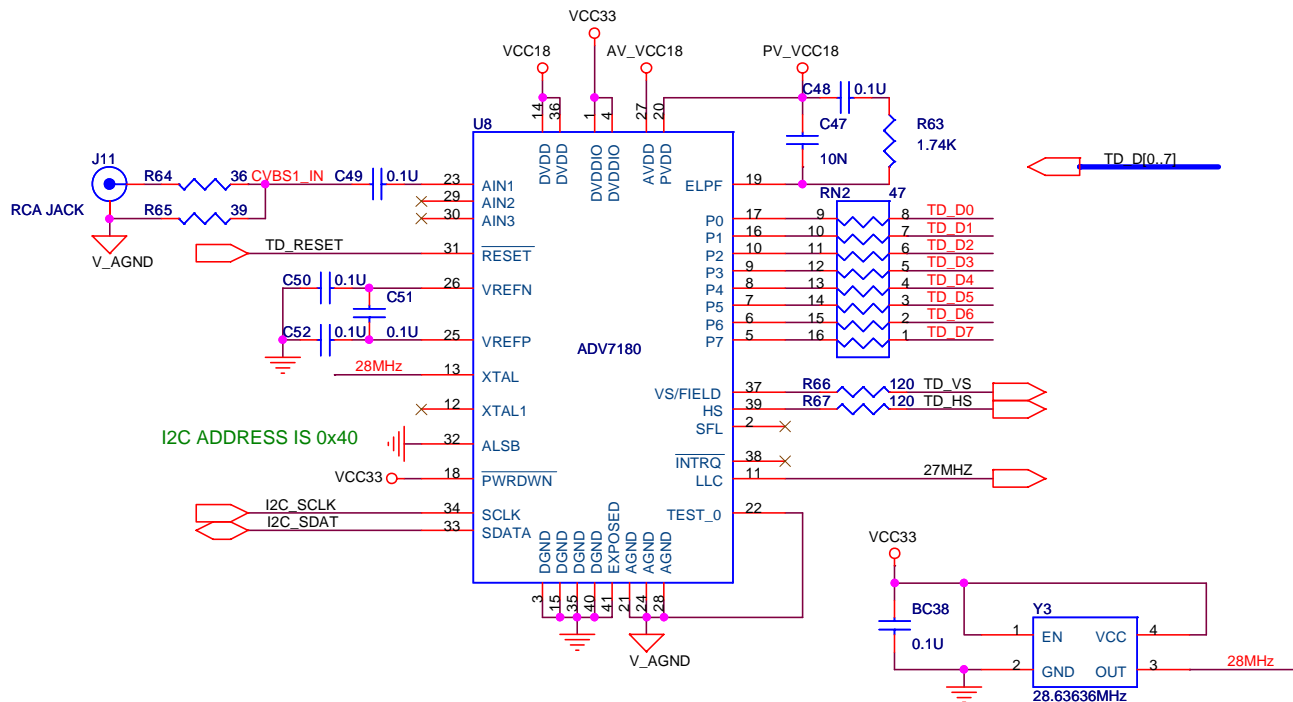 VCC33
VCC18
AV_VCC18
PV_VCC18
C48 0.1U
14
36
1
4
27
20
U8
C47
10N
R63
1.74K
DVDD
DVDD
DVDDIO
DVDDIO
AVDD
PVDD
TD_D[0..7]
J11
RCA JACK
R64 36 CVBS1_IN C49 0.1U 23 AIN1
29 AIN2
R65 39 30 AIN3
V_AGND
TD_RESET 31 RESET
C50 0.1U 26 VREFN
C51
0.1U
C52 0.1U 25 VREFP
28MHz 13 XTAL
12 XTAL1
I2C ADDRESS IS 0x40
32 ALSB
VCC33 18 PWRDWN
I2C_SCLK 34 SCLK
I2C_SDAT 33 SDATA
ADV7180
ELPF 19
RN2 47
P0 17 9 8 TD_D0
P1 16 10 7 TD_D1
P2 10 11 6 TD_D2
P3 9 12 5 TD_D3
P4 8 13 4 TD_D4
P5 7 14 3 TD_D5
P6 6 15 2 TD_D6
P7 5 16 1 TD_D7
VS/FIELD 37 R66 120 TD_VS
HS 39 R67 120 TD_HS
SFL 2
INTRQ 38
LLC 11 27MHZ
TEST_0 22
DGND
DGND
DGND
DGND
EXPOSED
AGND
AGND
AGND
3
15
35
40
41
21
24
28
V_AGND
VCC33
BC38
0.1U
Y3
1 EN VCC 4
2 GND OUT 3 28MHz
28.63636MHz